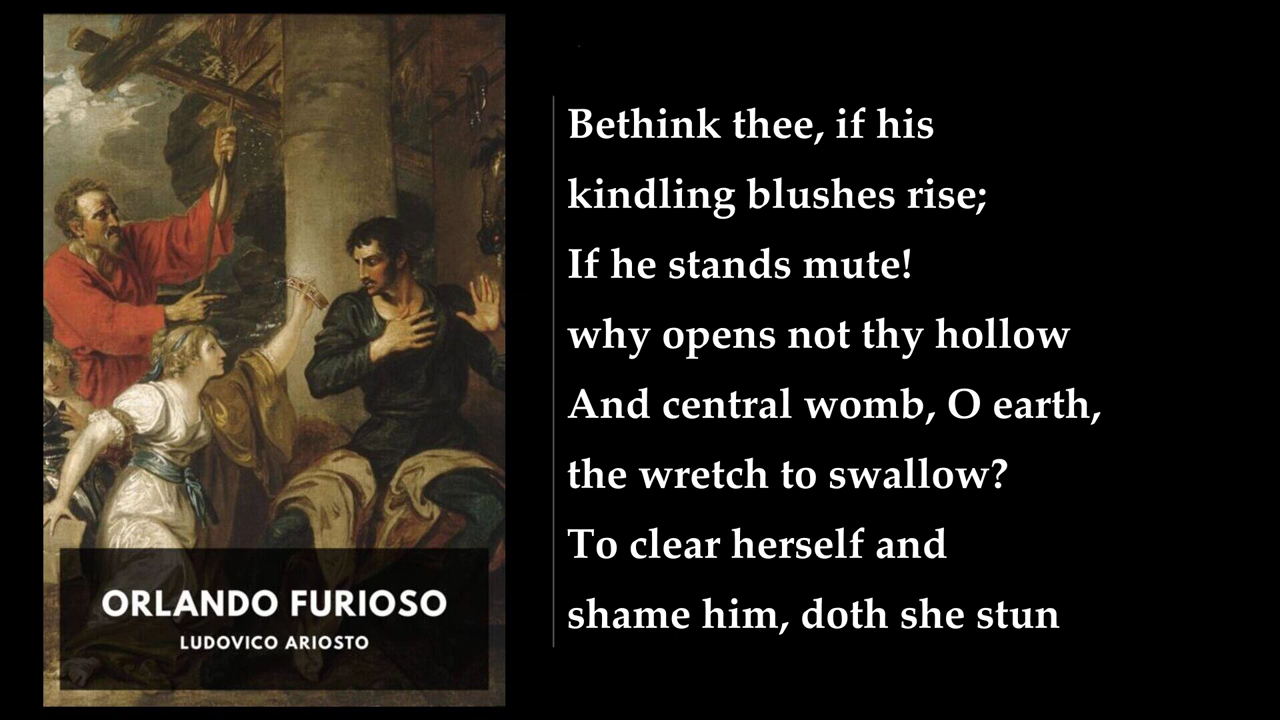 ORLANDO FURIOSO
LUDOVICO ARIOSTO
Bethink thee, if his
kindling blushes rise;
If he stands mute!
why opens not thy hollow
And central womb, O earth,
the wretch to swallow?
To clear herself and
shame him, doth she stun